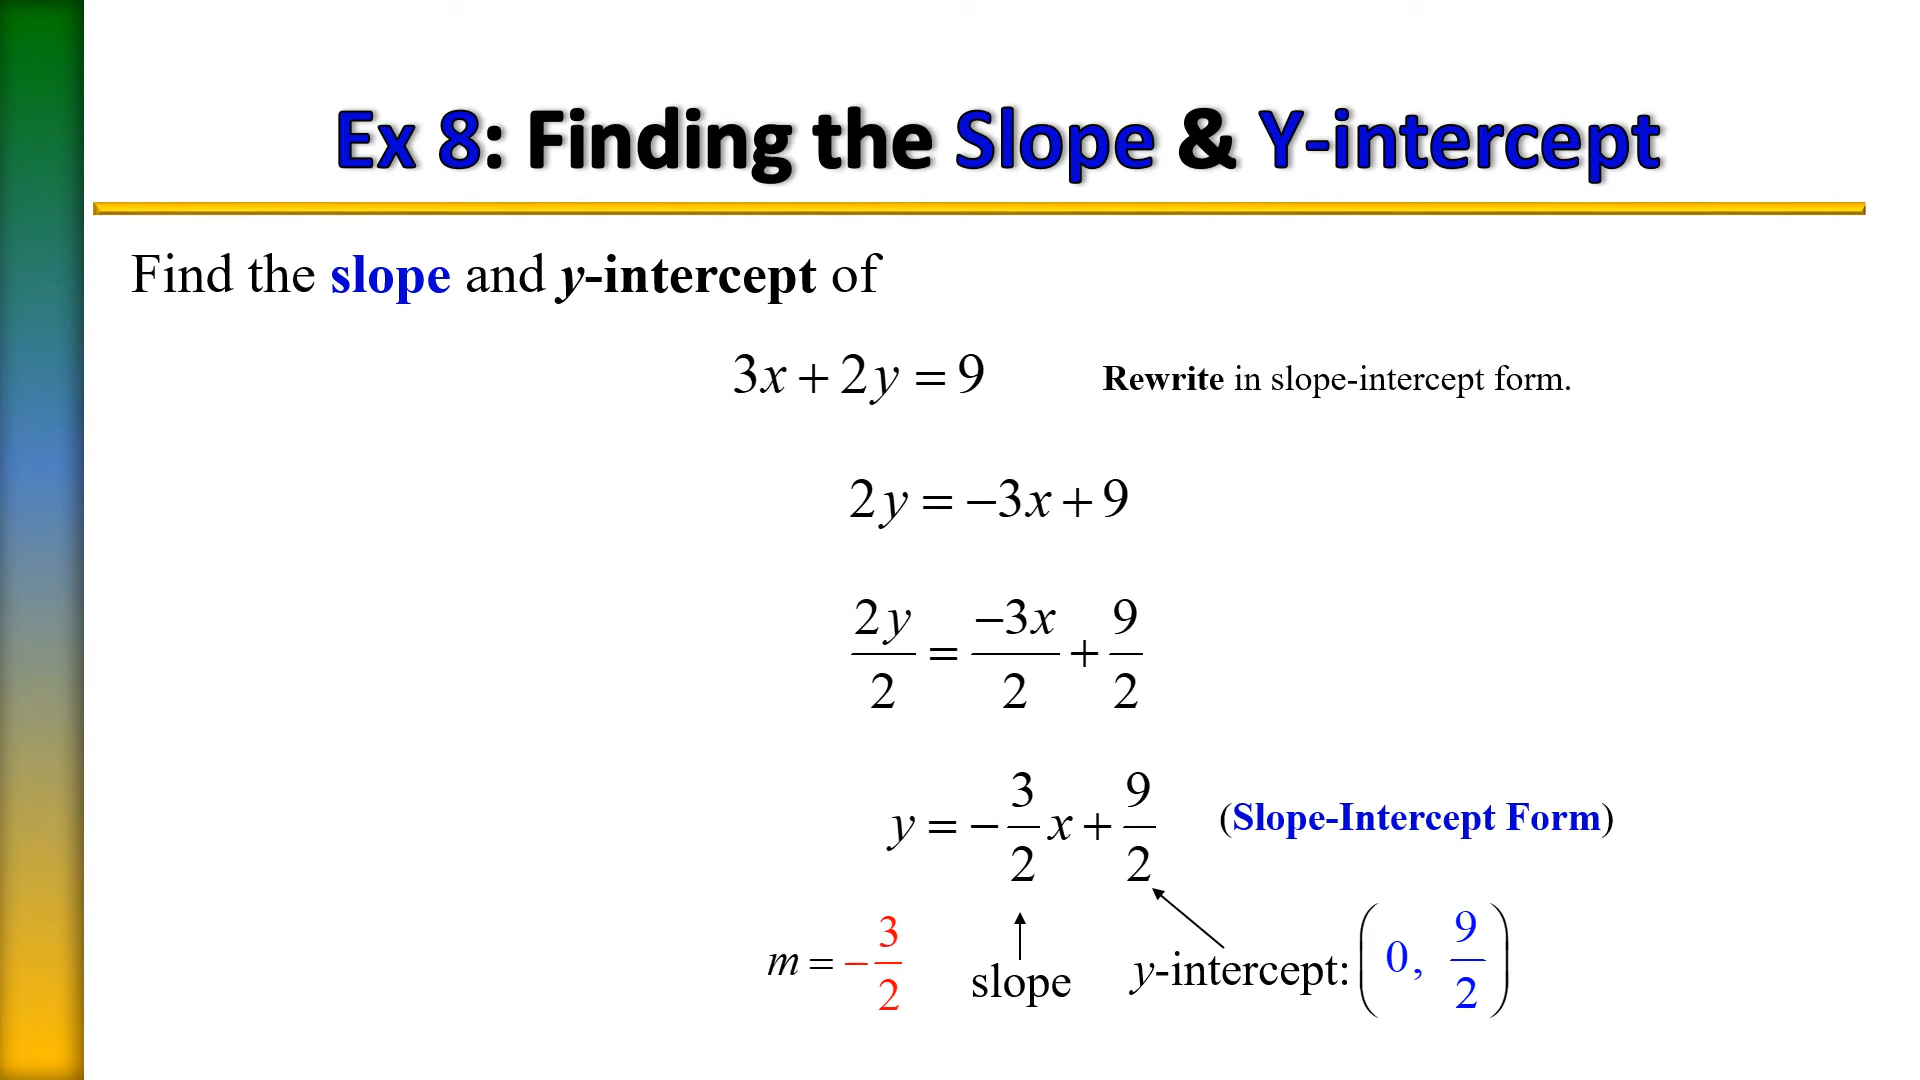 Ex 8: Finding the Slope & Y-intercept
Find the slope and y-intercept of
3x + 2y = 9 Rewrite in slope-intercept form.
2y = −3x + 9
2y/2 = −3x/2 + 9/2
y = −3/2 x + 9/2 (Slope-Intercept Form)
m = −3/2 slope y-intercept: (0, 9/2)